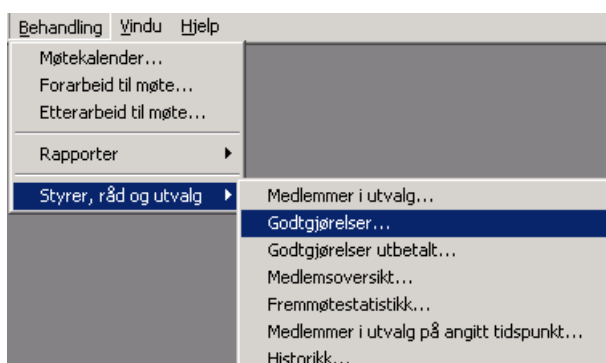 Behandling Vindu Hjelp
Møtekalender...
Forarbeid til møte...
Etterarbeid til møte...
Rapporter
Styrer, råd og utvalg
Medlemmer i utvalg...
Godtgjørelser...
Godtgjørelser utbetalt...
Medlemsoversikt...
Fremmøtestatistikk...
Medlemmer i utvalg på angitt tidspunkt...
Historikk...